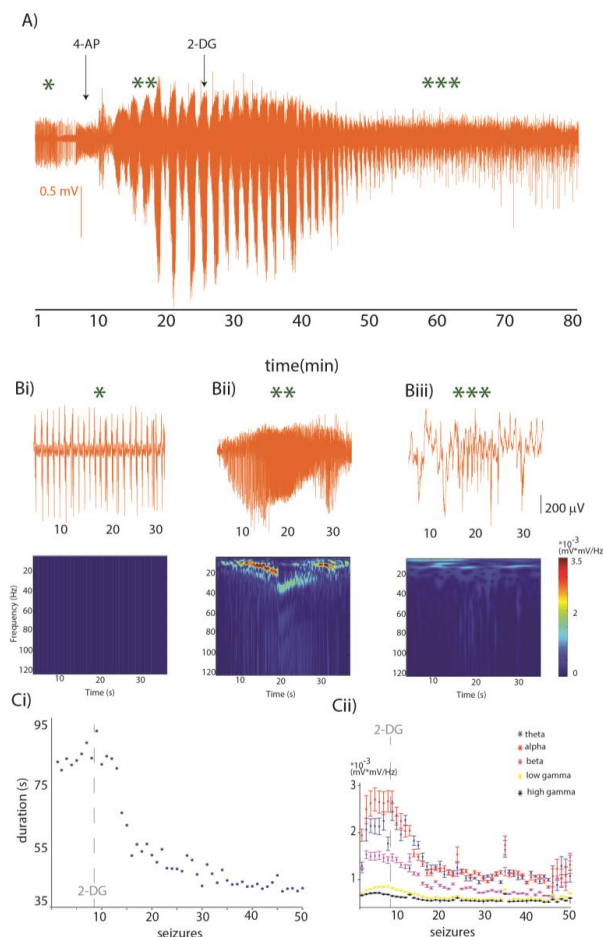 A)
4-AP
2-DG
*
**
***
0.5 mV
1 10 20 30 40 50 60 70 80
time(min)
Bi)
*
Bii)
**
Biii)
***
10 20 30
10 20 30
10 20 30
200 µV
*10⁻³
(mV*mV/Hz)
3.5
2
0
Frequency (Hz)
20
40
60
80
100
120
10 20 30
Time (s)
20
40
60
80
100
120
10 20 30
Time (s)
20
40
60
80
100
120
10 20 30
Time (s)
Ci)
95
75
55
35
duration (s)
2-DG
10 20 30 40 50
seizures
Cii)
2-DG
*10⁻³
(mV*mV/Hz)
3
2
1
theta
alpha
beta
low gamma
high gamma
10 20 30 40 50
seizures